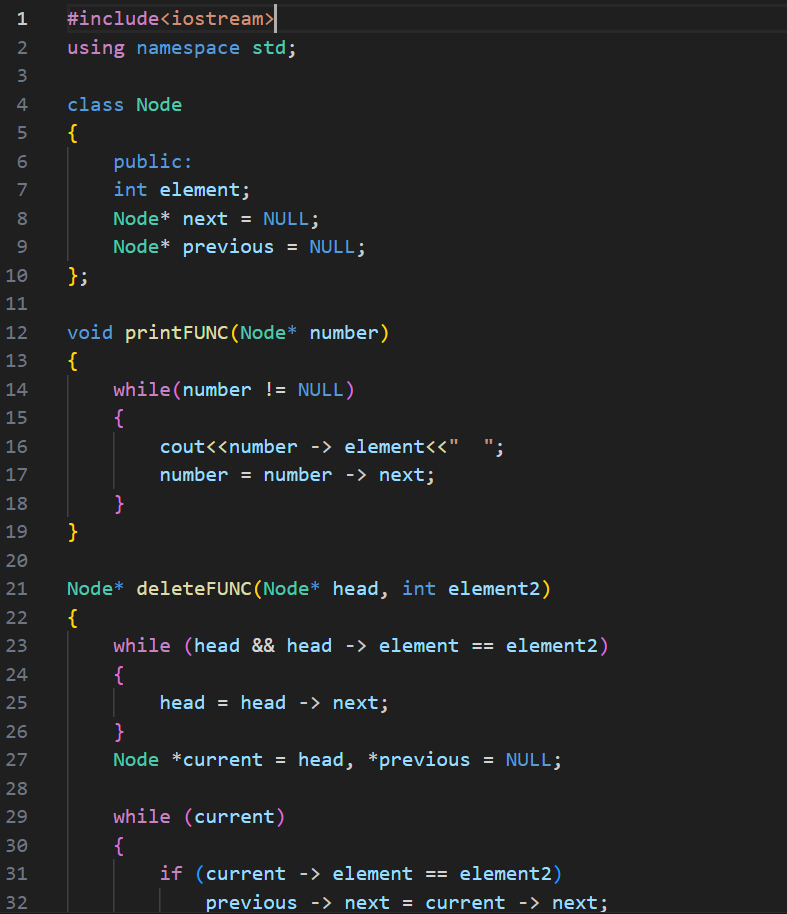 1 #include<iostream>
2 using namespace std;
3
4 class Node
5 {
6 public:
7 int element;
8 Node* next = NULL;
9 Node* previous = NULL;
10 };
11
12 void printFUNC(Node* number)
13 {
14 while(number != NULL)
15 {
16 cout<<number -> element<<"  ";
17 number = number -> next;
18 }
19 }
20
21 Node* deleteFUNC(Node* head, int element2)
22 {
23 while (head && head -> element == element2)
24 {
25 head = head -> next;
26 }
27 Node *current = head, *previous = NULL;
28
29 while (current)
30 {
31 if (current -> element == element2)
32 previous -> next = current -> next;